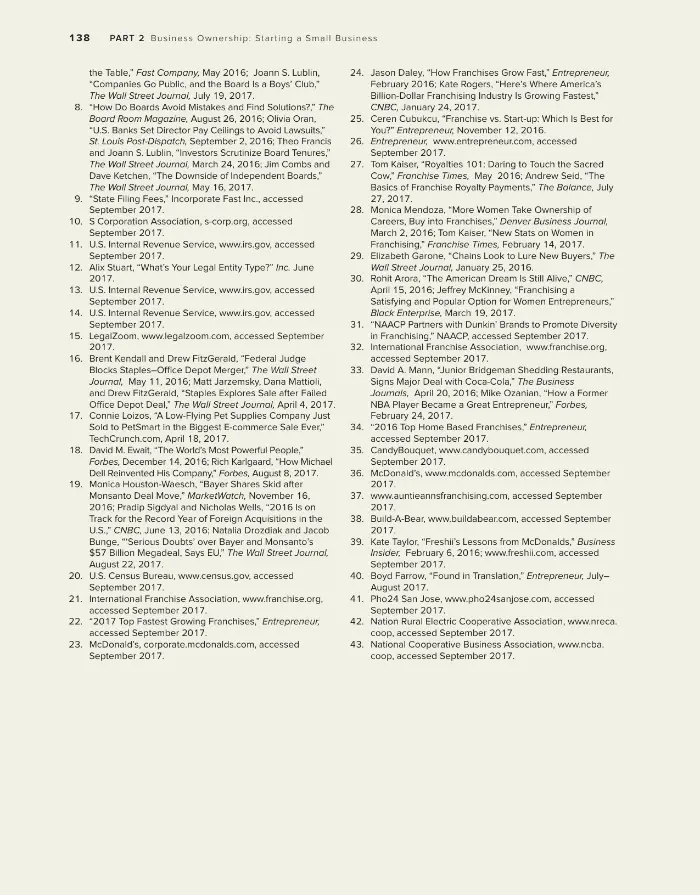 138 PART 2 Business Ownership: Starting a Small Business
the Table,” Fast Company, May 2016; Joann S. Lublin,
“Companies Go Public, and the Board Is a Boys’ Club,”
The Wall Street Journal, July 19, 2017.
8. “How Do Boards Avoid Mistakes and Find Solutions?,” The
Board Room Magazine, August 26, 2016; Olivia Oran,
“U.S. Banks Set Director Pay Ceilings to Avoid Lawsuits,”
St. Louis Post-Dispatch, September 2, 2016; Theo Francis
and Joann S. Lublin, “Investors Scrutinize Board Tenures,”
The Wall Street Journal, March 24, 2016; Jim Combs and
Dave Ketchen, “The Downside of Independent Boards,”
The Wall Street Journal, May 16, 2017.
9. “State Filing Fees,” Incorporate Fast Inc., accessed
September 2017.
10. S Corporation Association, s-corp.org, accessed
September 2017.
11. U.S. Internal Revenue Service, www.irs.gov, accessed
September 2017.
12. Alix Stuart, “What’s Your Legal Entity Type?” Inc. June
2017.
13. U.S. Internal Revenue Service, www.irs.gov, accessed
September 2017.
14. U.S. Internal Revenue Service, www.irs.gov, accessed
September 2017.
15. LegalZoom, www.legalzoom.com, accessed September
2017.
16. Brent Kendall and Drew FitzGerald, “Federal Judge
Blocks Staples–Office Depot Merger,” The Wall Street
Journal, May 11, 2016; Matt Jarzemsky, Dana Mattioli,
and Drew FitzGerald, “Staples Explores Sale after Failed
Office Depot Deal,” The Wall Street Journal, April 4, 2017.
17. Connie Loizos, “A Low-Flying Pet Supplies Company Just
Sold to PetSmart in the Biggest E-commerce Sale Ever,”
TechCrunch.com, April 18, 2017.
18. David M. Ewalt, “The World’s Most Powerful People,”
Forbes, December 14, 2016; Rich Karlgaard, “How Michael
Dell Reinvented His Company,” Forbes, August 8, 2017.
19. Monica Houston-Waesch, “Bayer Shares Skid after
Monsanto Deal Move,” MarketWatch, November 16,
2016; Pradip Sigdyal and Nicholas Wells, “2016 Is on
Track for the Record Year of Foreign Acquisitions in the
U.S.,” CNBC, June 13, 2016; Natalia Drozdiak and Jacob
Bunge, “‘Serious Doubts’ over Bayer and Monsanto’s
$57 Billion Megadeal, Says EU,” The Wall Street Journal,
August 22, 2017.
20. U.S. Census Bureau, www.census.gov, accessed
September 2017.
21. International Franchise Association, www.franchise.org,
accessed September 2017.
22. “2017 Top Fastest Growing Franchises,” Entrepreneur,
accessed September 2017.
23. McDonald’s, corporate.mcdonalds.com, accessed
September 2017.
24. Jason Daley, “How Franchises Grow Fast,” Entrepreneur,
February 2016; Kate Rogers, “Here’s Where America’s
Billion-Dollar Franchising Industry Is Growing Fastest,”
CNBC, January 24, 2017.
25. Ceren Cubukcu, “Franchise vs. Start-up: Which Is Best for
You?” Entrepreneur, November 12, 2016.
26. Entrepreneur, www.entrepreneur.com, accessed
September 2017.
27. Tom Kaiser, “Royalties 101: Daring to Touch the Sacred
Cow,” Franchise Times, May 2016; Andrew Seid, “The
Basics of Franchise Royalty Payments,” The Balance, July
27, 2017.
28. Monica Mendoza, “More Women Take Ownership of
Careers, Buy into Franchises,” Denver Business Journal,
March 2, 2016; Tom Kaiser, “New Stats on Women in
Franchising,” Franchise Times, February 14, 2017.
29. Elizabeth Garone, “Chains Look to Lure New Buyers,” The
Wall Street Journal, January 25, 2016.
30. Rohit Arora, “The American Dream Is Still Alive,” CNBC,
April 15, 2016; Jeffrey McKinney, “Franchising a
Satisfying and Popular Option for Women Entrepreneurs,”
Black Enterprise, March 19, 2017.
31. “NAACP Partners with Dunkin’ Brands to Promote Diversity
in Franchising,” NAACP, accessed September 2017.
32. International Franchise Association, www.franchise.org,
accessed September 2017.
33. David A. Mann, “Junior Bridgeman Shedding Restaurants,
Signs Major Deal with Coca-Cola,” The Business
Journals, April 20, 2016; Mike Ozanian, “How a Former
NBA Player Became a Great Entrepreneur,” Forbes,
February 24, 2017.
34. “2016 Top Home Based Franchises,” Entrepreneur,
accessed September 2017.
35. CandyBouquet, www.candybouquet.com, accessed
September 2017.
36. McDonald’s, www.mcdonalds.com, accessed September
2017.
37. www.auntieannsfranchising.com, accessed September
2017.
38. Build-A-Bear, www.buildabear.com, accessed September
2017.
39. Kate Taylor, “Freshii’s Lessons from McDonalds,” Business
Insider, February 6, 2016; www.freshii.com, accessed
September 2017.
40. Boyd Farrow, “Found in Translation,” Entrepreneur, July–
August 2017.
41. Pho24 San Jose, www.pho24sanjose.com, accessed
September 2017.
42. Nation Rural Electric Cooperative Association, www.nreca.
coop, accessed September 2017.
43. National Cooperative Business Association, www.ncba.
coop, accessed September 2017.